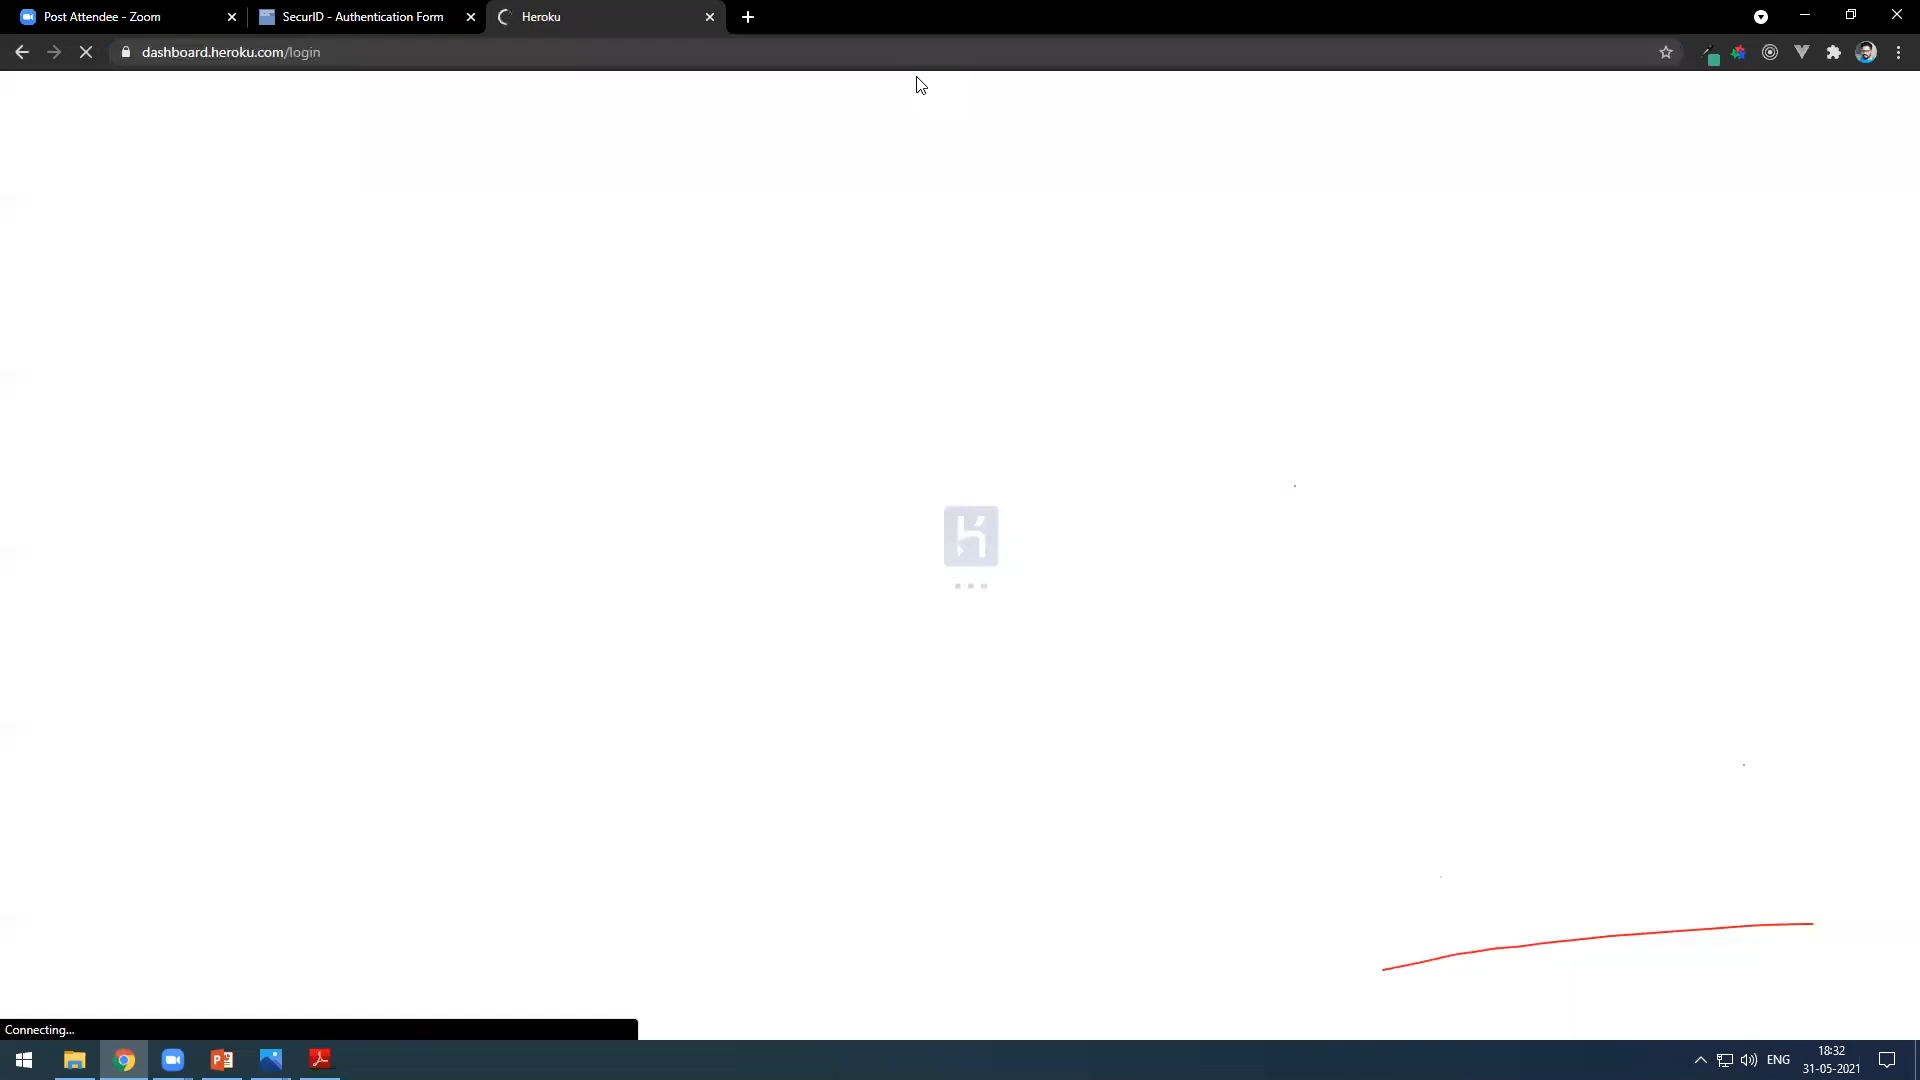 Post Attendee - Zoom
SecurID - Authentication Form
Heroku
dashboard.heroku.com/login
Connecting...
ENG
18:32
31-05-2021